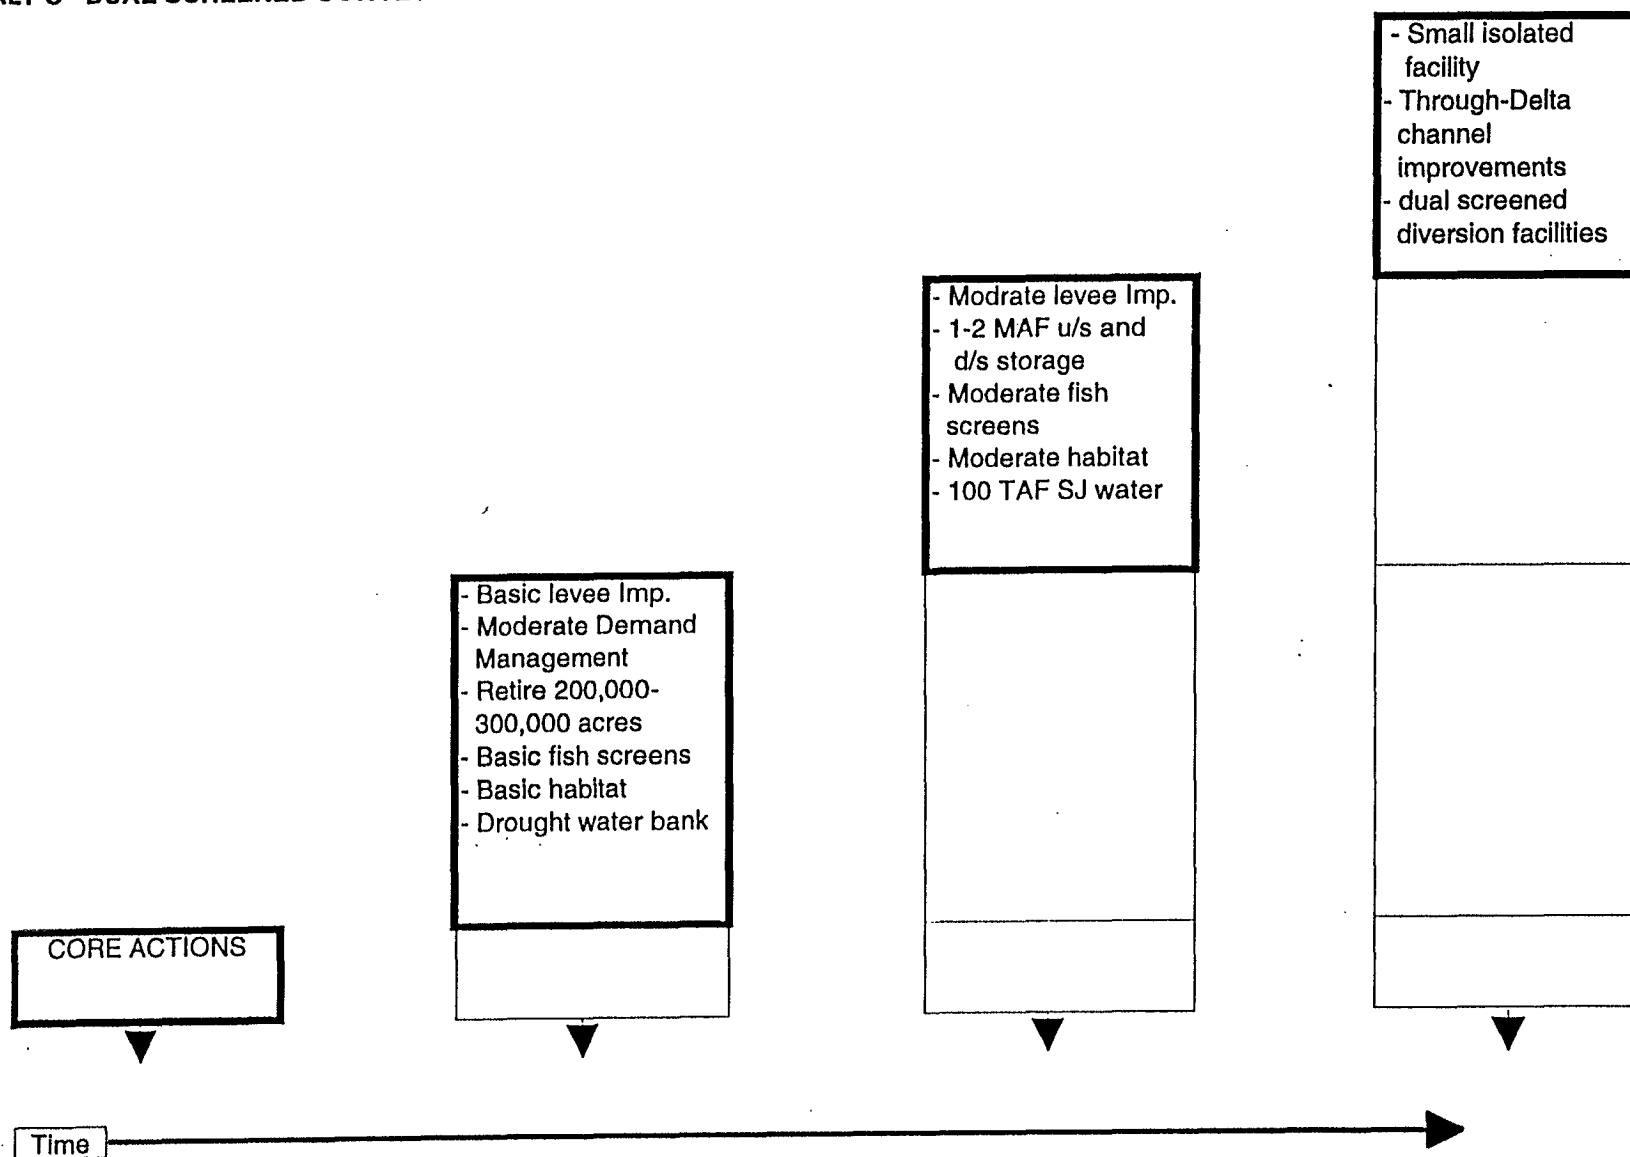 - Small isolated
facility
- Through-Delta
channel
improvements
- dual screened
diversion facilities
- Modrate levee Imp.
- 1-2 MAF u/s and
d/s storage
- Moderate fish
screens
- Moderate habitat
- 100 TAF SJ water
- Basic levee Imp.
- Moderate Demand
Management
- Retire 200,000-
300,000 acres
- Basic fish screens
- Basic habitat
- Drought water bank
CORE ACTIONS
Time